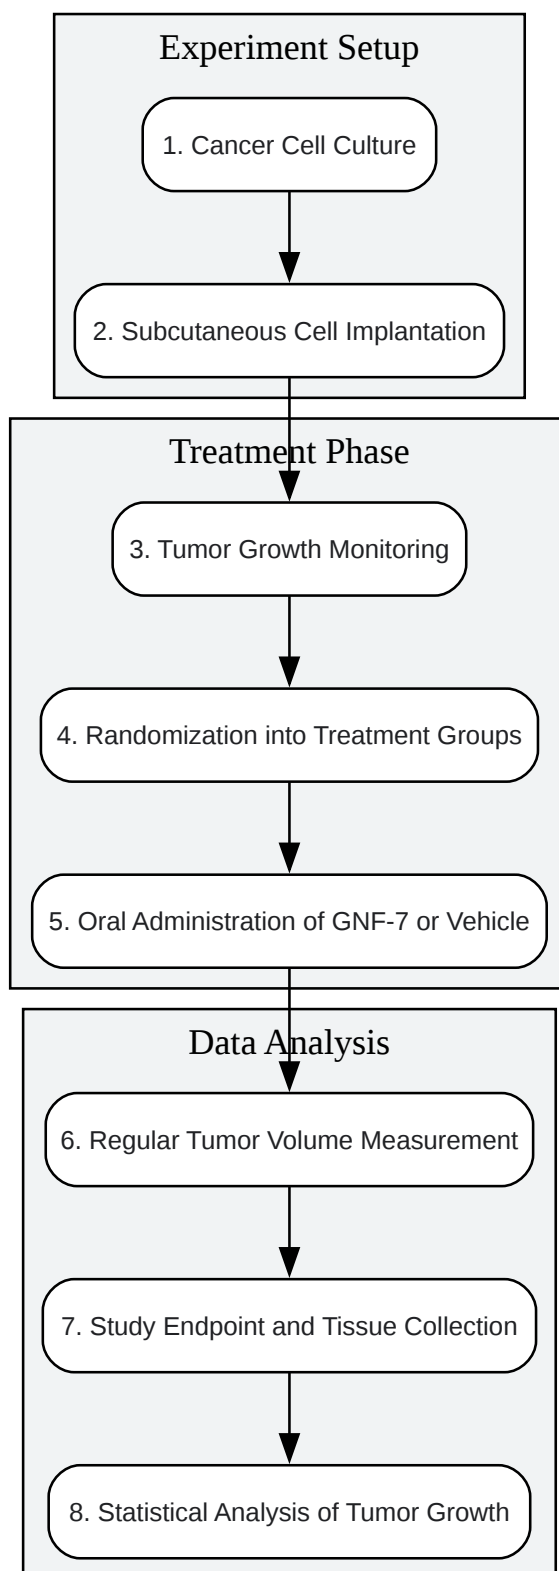 Experiment Setup
1. Cancer Cell Culture
2. Subcutaneous Cell Implantation
Treatment Phase
3. Tumor Growth Monitoring
4. Randomization into Treatment Groups
5. Oral Administration of GNF-7 or Vehicle
Data Analysis
6. Regular Tumor Volume Measurement
7. Study Endpoint and Tissue Collection
8. Statistical Analysis of Tumor Growth